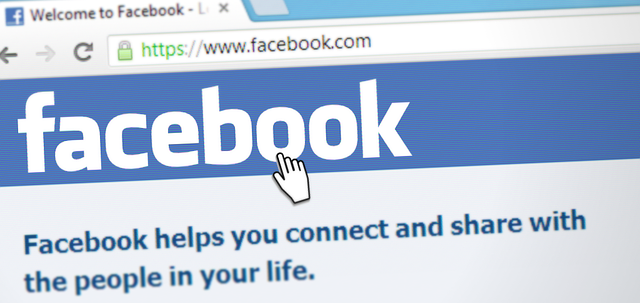 Welcome to Facebook - L
https://www.facebook.com
facebook
Facebook helps you connect and share with
the people in your life.